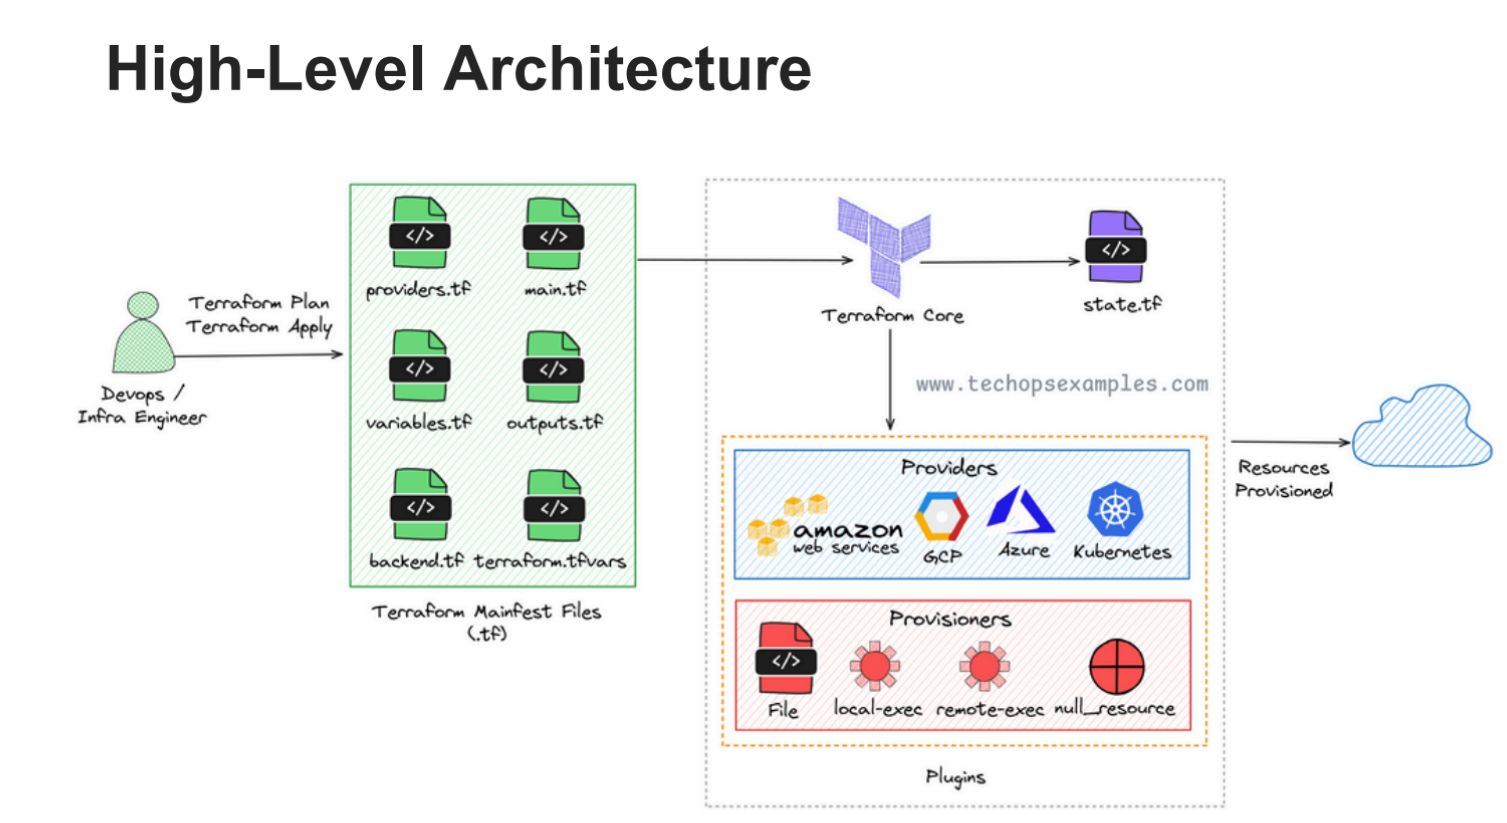 High-Level Architecture
Terraform Plan
Terraform Apply
Devops /
Infra Engineer
</>
</>
providers.tf
main.tf
</>
</>
variables.tf
outputs.tf
</>
</>
backend.tf
terraform.tfvars
Terraform Mainfest Files
(.tf)
Terraform Core
</>
state.tf
www.techopsexamples.com
Providers
amazon
web services
GCP
Azure
Kubernetes
Provisioners
</>
File
local-exec
remote-exec
null_resource
Plugins
Resources
Provisioned